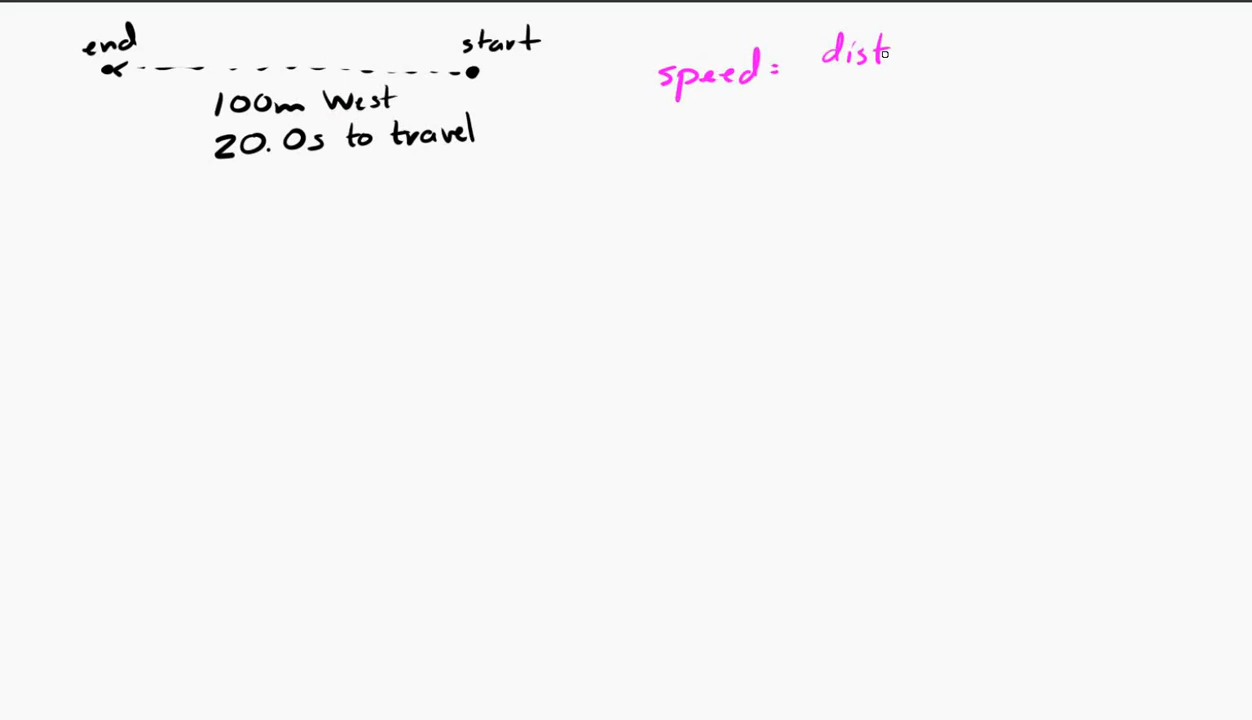 end
start
100m West
20.0s to travel
speed= dist